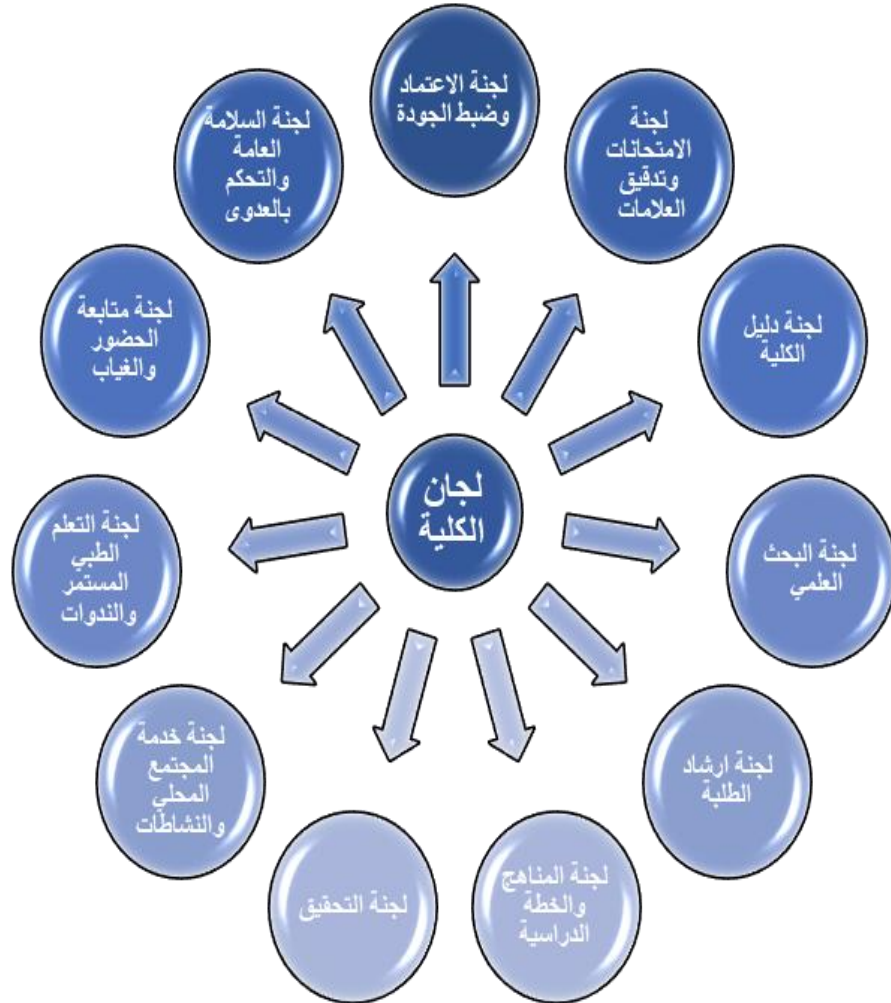 لجنة الاعتماد
وضبط الجودة
لجنة
الامتحانات
وتدقيق
العلامات
لجنة دليل
الكلية
لجنة البحث
العلمي
لجنة ارشاد
الطلبة
لجنة المناهج
والخطة
الدراسية
لجنة التحقيق
لجنة خدمة
المجتمع
المحلي
والنشاطات
لجنة التعلم
الطبي
المستمر
والندوات
لجنة متابعة
الحضور
والغياب
لجنة السلامة
العامة
والتحكم
بالعدوى
لجان
الكلية